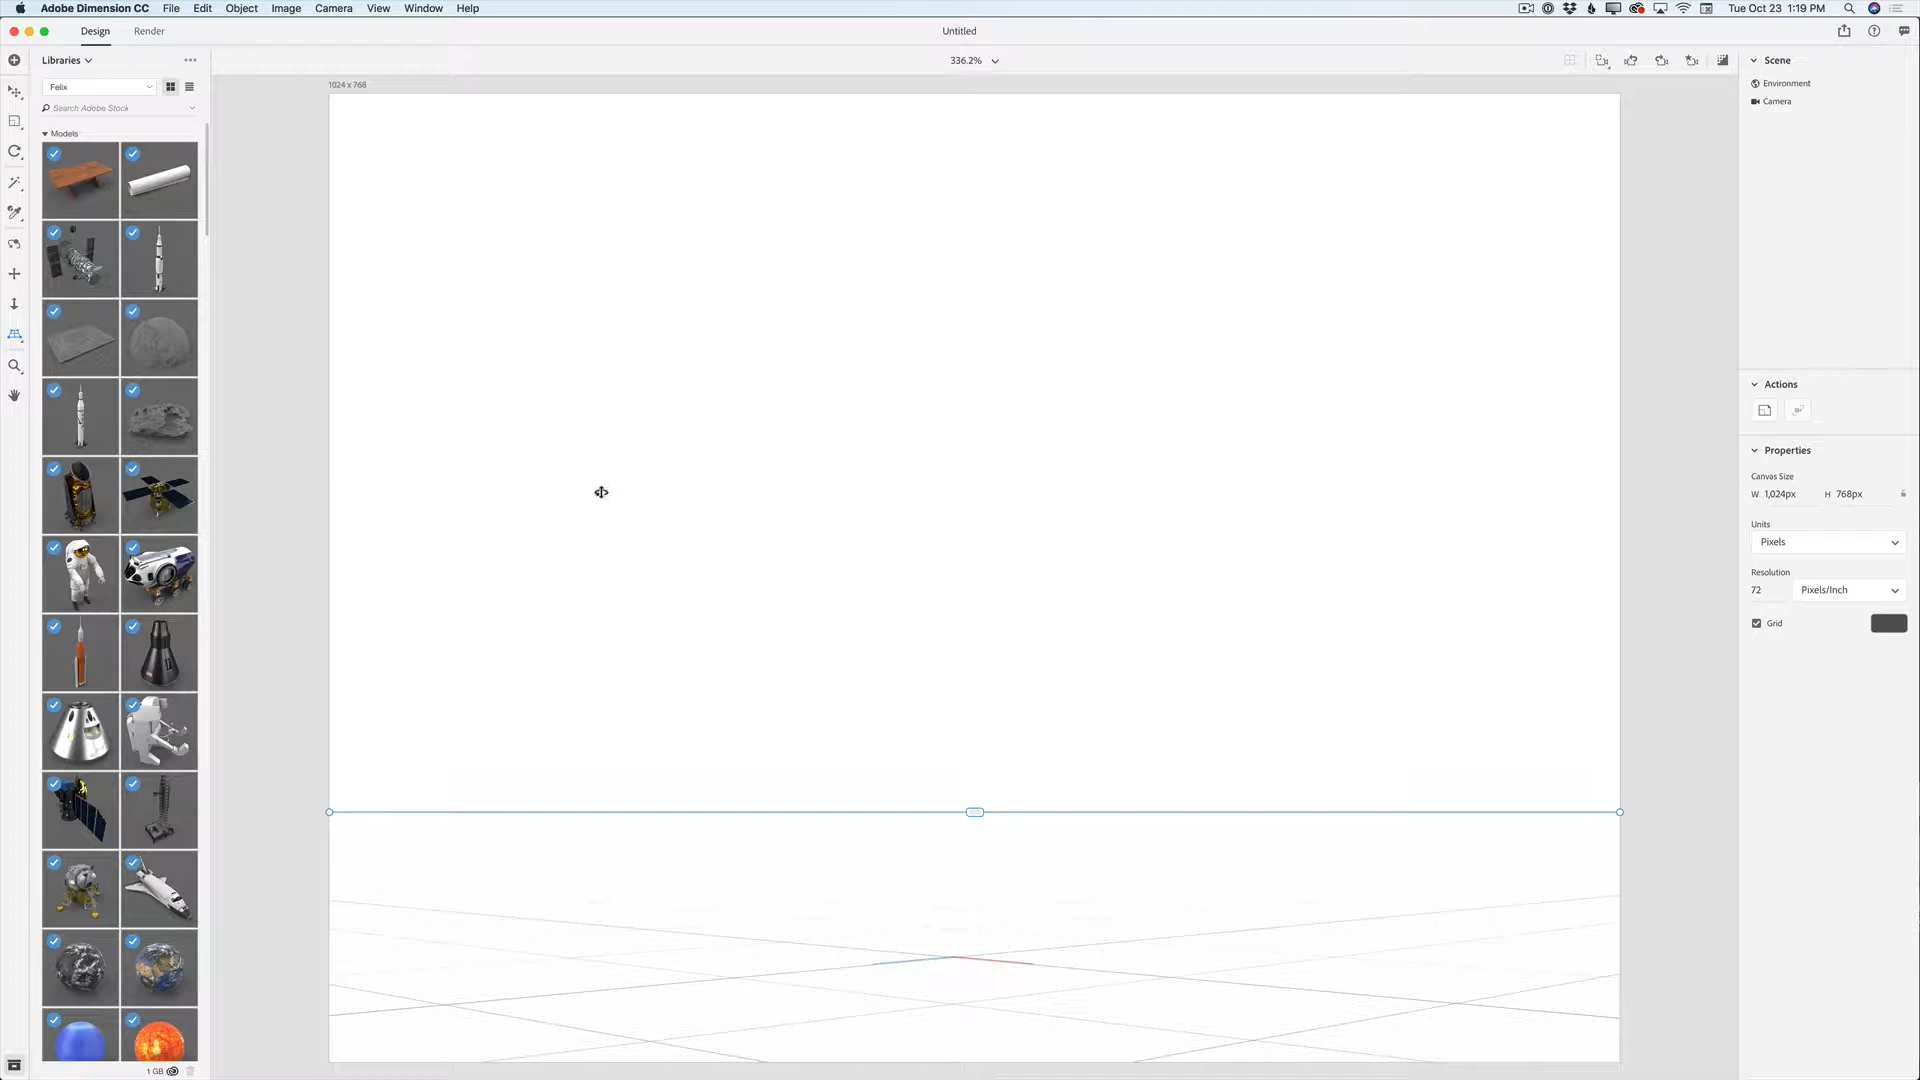 Adobe Dimension CC File Edit Object Image Camera View Window Help Tue Oct 23 1:19 PM
Design Render Untitled
Libraries 336.2% Scene
Felix Environment
Search Adobe Stock Camera
1024 x 768
Models
Actions
Properties
Canvas Size
W 1,024px H 768px
Units
Pixels
Resolution
72 Pixels/Inch
Grid
1 GB